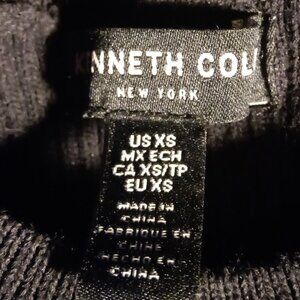 KENNETH COL
NEW YORK
US XS
MX ECH
CA XS/TP
EU XS
MADE IN
CHINA
FABRIQUE EN
CHINE
HECHO EN
CHINA